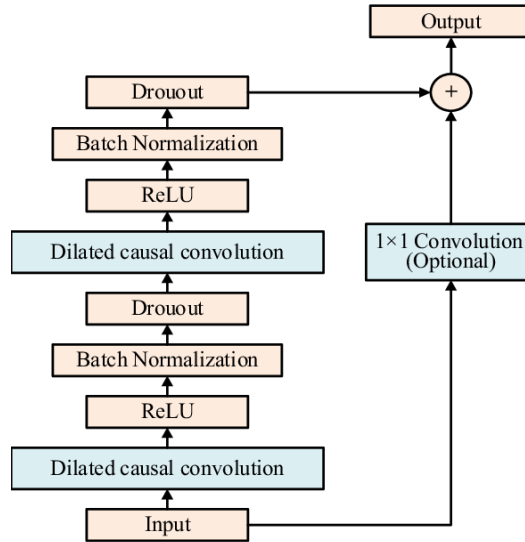 Output
Drouout
+
Batch Normalization
ReLU
Dilated causal convolution
1×1 Convolution
(Optional)
Drouout
Batch Normalization
ReLU
Dilated causal convolution
Input